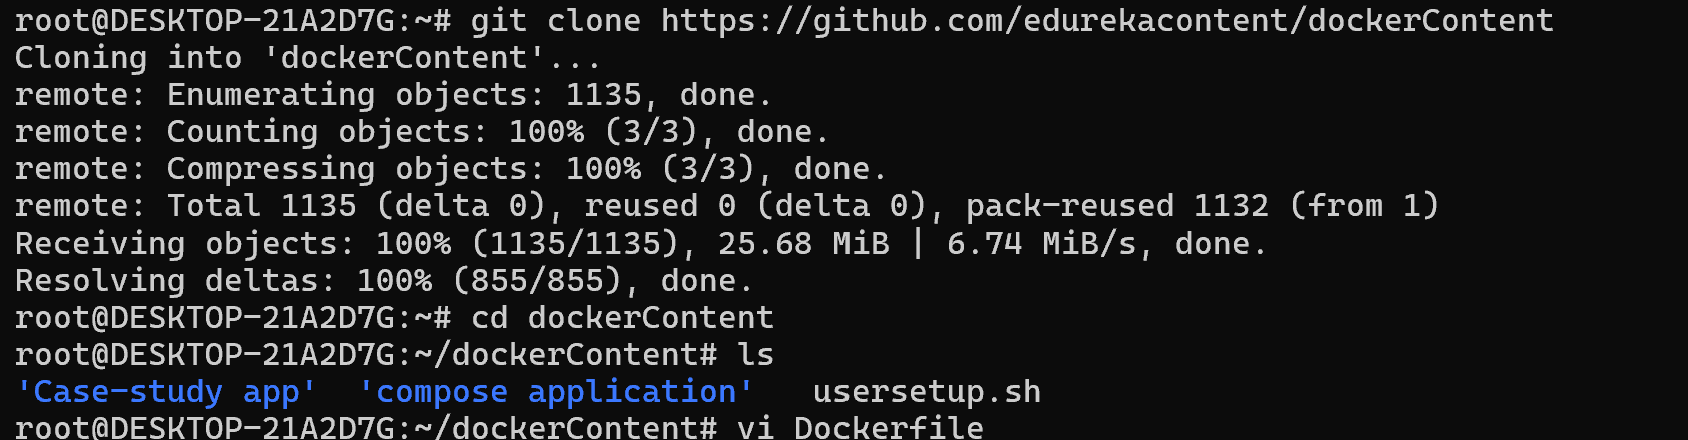 root@DESKTOP-21A2D7G:~# git clone https://github.com/edurekacontent/dockerContent
Cloning into 'dockerContent'...
remote: Enumerating objects: 1135, done.
remote: Counting objects: 100% (3/3), done.
remote: Compressing objects: 100% (3/3), done.
remote: Total 1135 (delta 0), reused 0 (delta 0), pack-reused 1132 (from 1)
Receiving objects: 100% (1135/1135), 25.68 MiB | 6.74 MiB/s, done.
Resolving deltas: 100% (855/855), done.
root@DESKTOP-21A2D7G:~# cd dockerContent
root@DESKTOP-21A2D7G:~/dockerContent# ls
'Case-study app'  'compose application'   usersetup.sh
root@DESKTOP-21A2D7G:~/dockerContent# vi Dockerfile